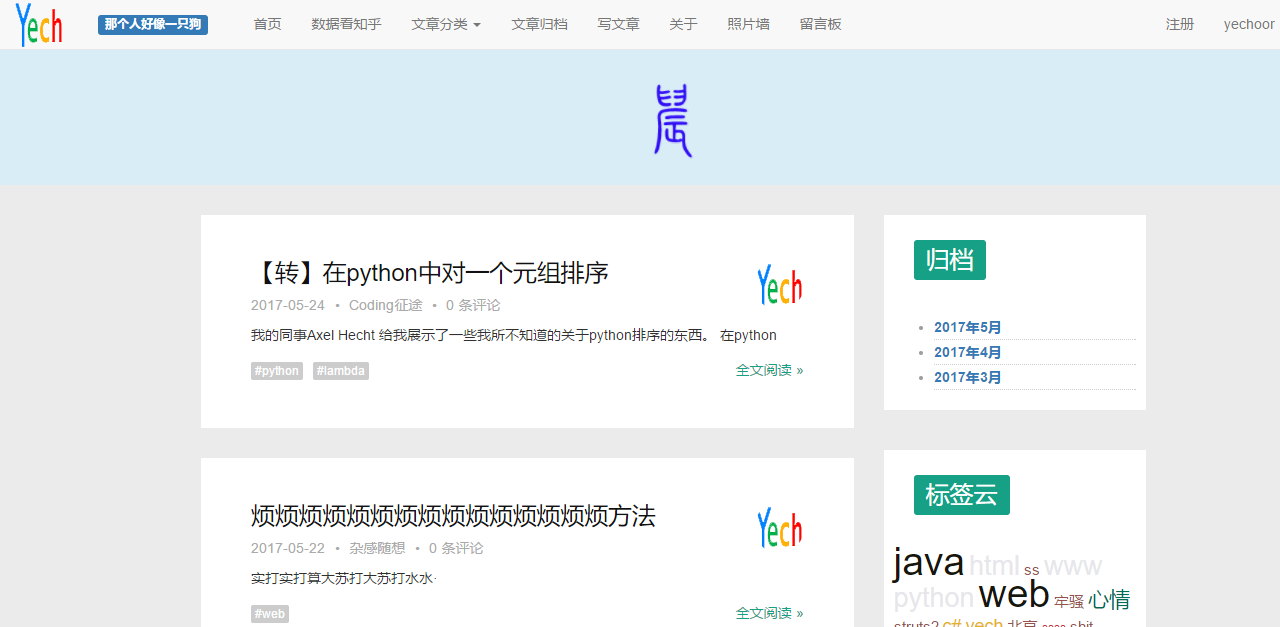 Yech 那个人好像一只狗 首页 数据看知乎 文章分类 文章归档 写文章 关于 照片墙 留言板 注册 yechoor
晨
【转】在python中对一个元组排序
Yech
2017-05-24 • Coding征途 • 0 条评论
我的同事Axel Hecht 给我展示了一些我所不知道的关于python排序的东西。 在python
#python #lambda 全文阅读 »
烦烦烦烦烦烦烦烦烦烦烦烦烦烦烦方法
Yech
2017-05-22 • 杂感随想 • 0 条评论
实打实打算大苏打大苏打水水·
#web 全文阅读 »
归档
2017年5月
2017年4月
2017年3月
标签云
java html ss www
python web 牢骚 心情
struts2 c# yech 北京 shit